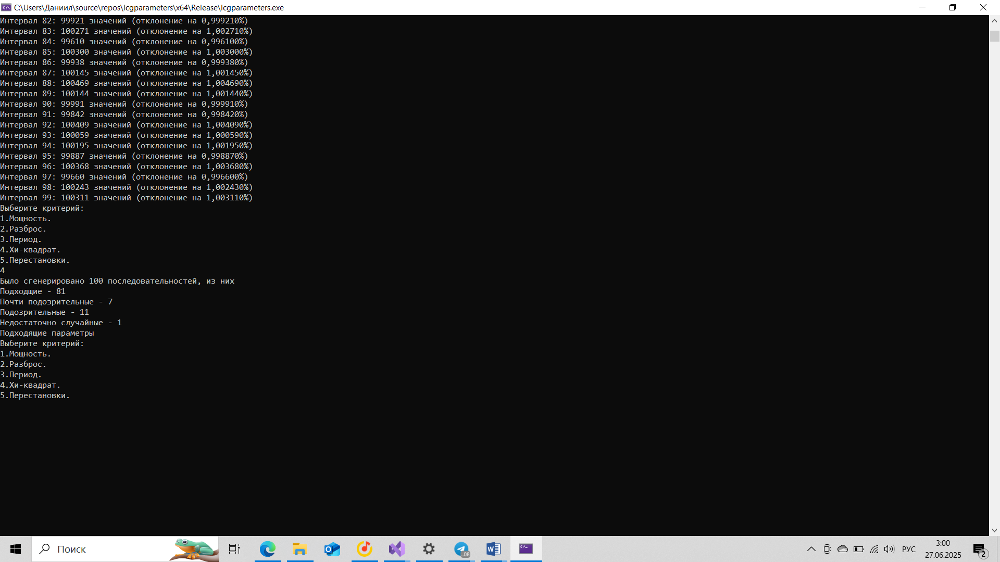 C:\Users\Даниил\source\repos\lcgparameters\x64\Release\lcgparameters.exe
Интервал 82: 99921 значений (отклонение на 0,999210%)
Интервал 83: 100271 значений (отклонение на 1,002710%)
Интервал 84: 99610 значений (отклонение на 0,996100%)
Интервал 85: 100300 значений (отклонение на 1,003000%)
Интервал 86: 99938 значений (отклонение на 0,999380%)
Интервал 87: 100145 значений (отклонение на 1,001450%)
Интервал 88: 100469 значений (отклонение на 1,004690%)
Интервал 89: 100144 значений (отклонение на 1,001440%)
Интервал 90: 99991 значений (отклонение на 0,999910%)
Интервал 91: 99842 значений (отклонение на 0,998420%)
Интервал 92: 100409 значений (отклонение на 1,004090%)
Интервал 93: 100059 значений (отклонение на 1,000590%)
Интервал 94: 100195 значений (отклонение на 1,001950%)
Интервал 95: 99887 значений (отклонение на 0,998870%)
Интервал 96: 100368 значений (отклонение на 1,003680%)
Интервал 97: 99660 значений (отклонение на 0,996600%)
Интервал 98: 100243 значений (отклонение на 1,002430%)
Интервал 99: 100311 значений (отклонение на 1,003110%)
Выберите критерий:
1.Мощность.
2.Разброс.
3.Период.
4.Хи-квадрат.
5.Перестановки.
4
Было сгенерировано 100 последовательностей, из них
Подходщие - 81
Почти подозрительные - 7
Подозрительные - 11
Недостаточно случайные - 1
Подходящие параметры
Выберите критерий:
1.Мощность.
2.Разброс.
3.Период.
4.Хи-квадрат.
5.Перестановки.
Поиск
РУС
3:00
27.06.2025
2